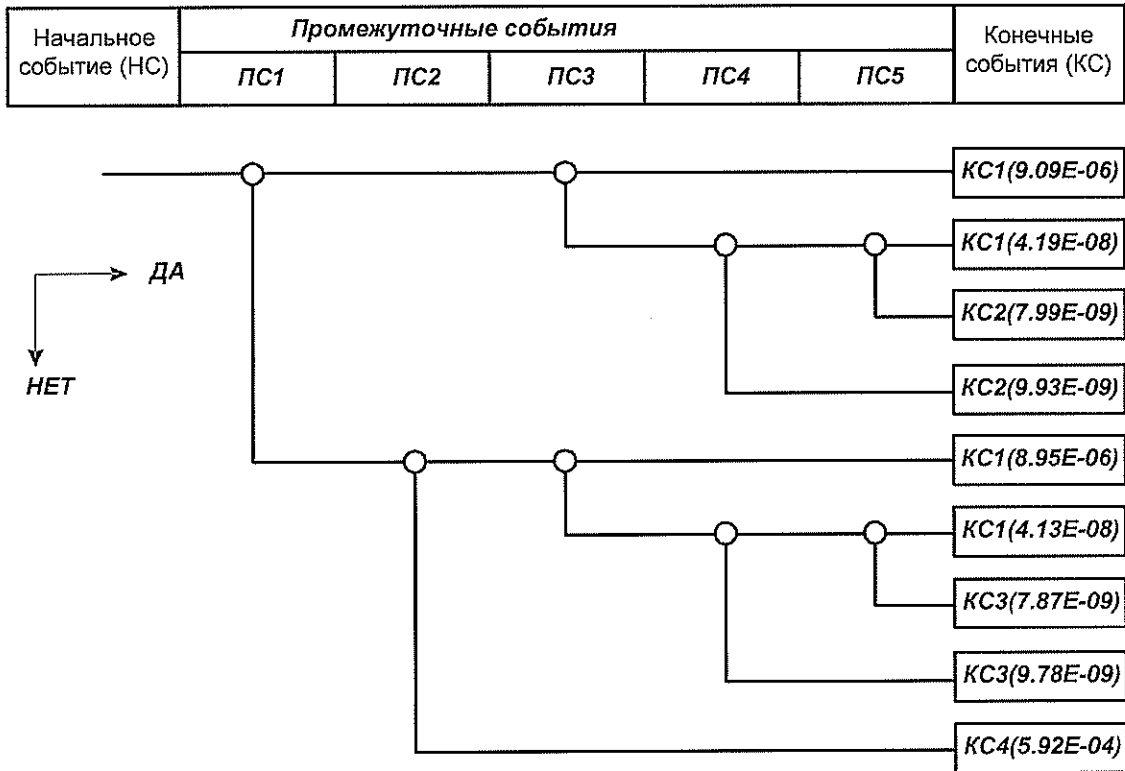 Начальное
событие (НС)
Промежуточные события
ПС1
ПС2
ПС3
ПС4
ПС5
Конечные
события (КС)
КС1(9.09E-06)
КС1(4.19E-08)
ДА
КС2(7.99E-09)
НЕТ
КС2(9.93E-09)
КС1(8.95E-06)
КС1(4.13E-08)
КС3(7.87E-09)
КС3(9.78E-09)
КС4(5.92E-04)